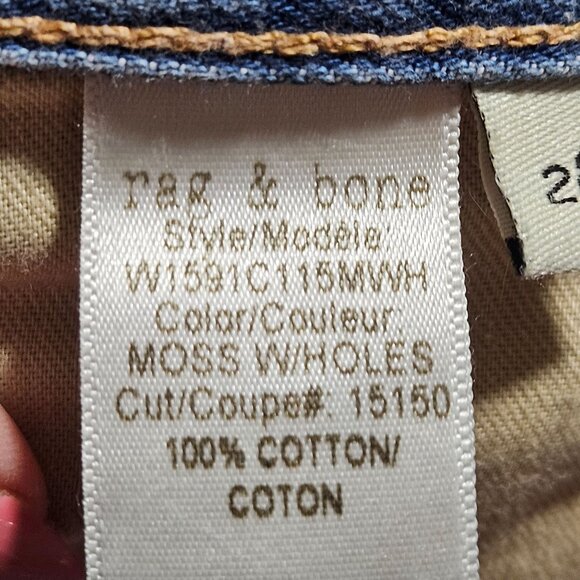 rag & bone
Style/Modèle:
W1591C115MWH
Color/Couleur:
MOSS W/HOLES
Cut/Coupe#: 15150
100% COTTON/
COTON